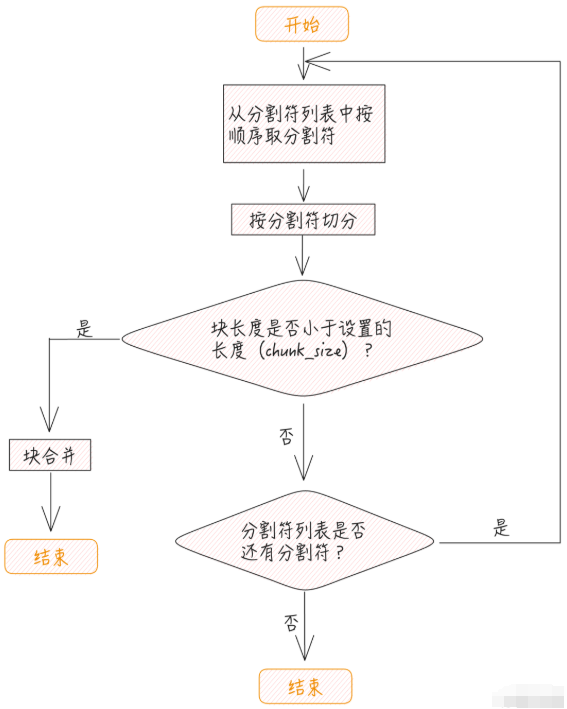 开始
从分割符列表中按
顺序取分割符
按分割符切分
块长度是否小于设置的
长度（chunk_size）？
是
否
块合并
结束
分割符列表是否
还有分割符？
是
否
结束